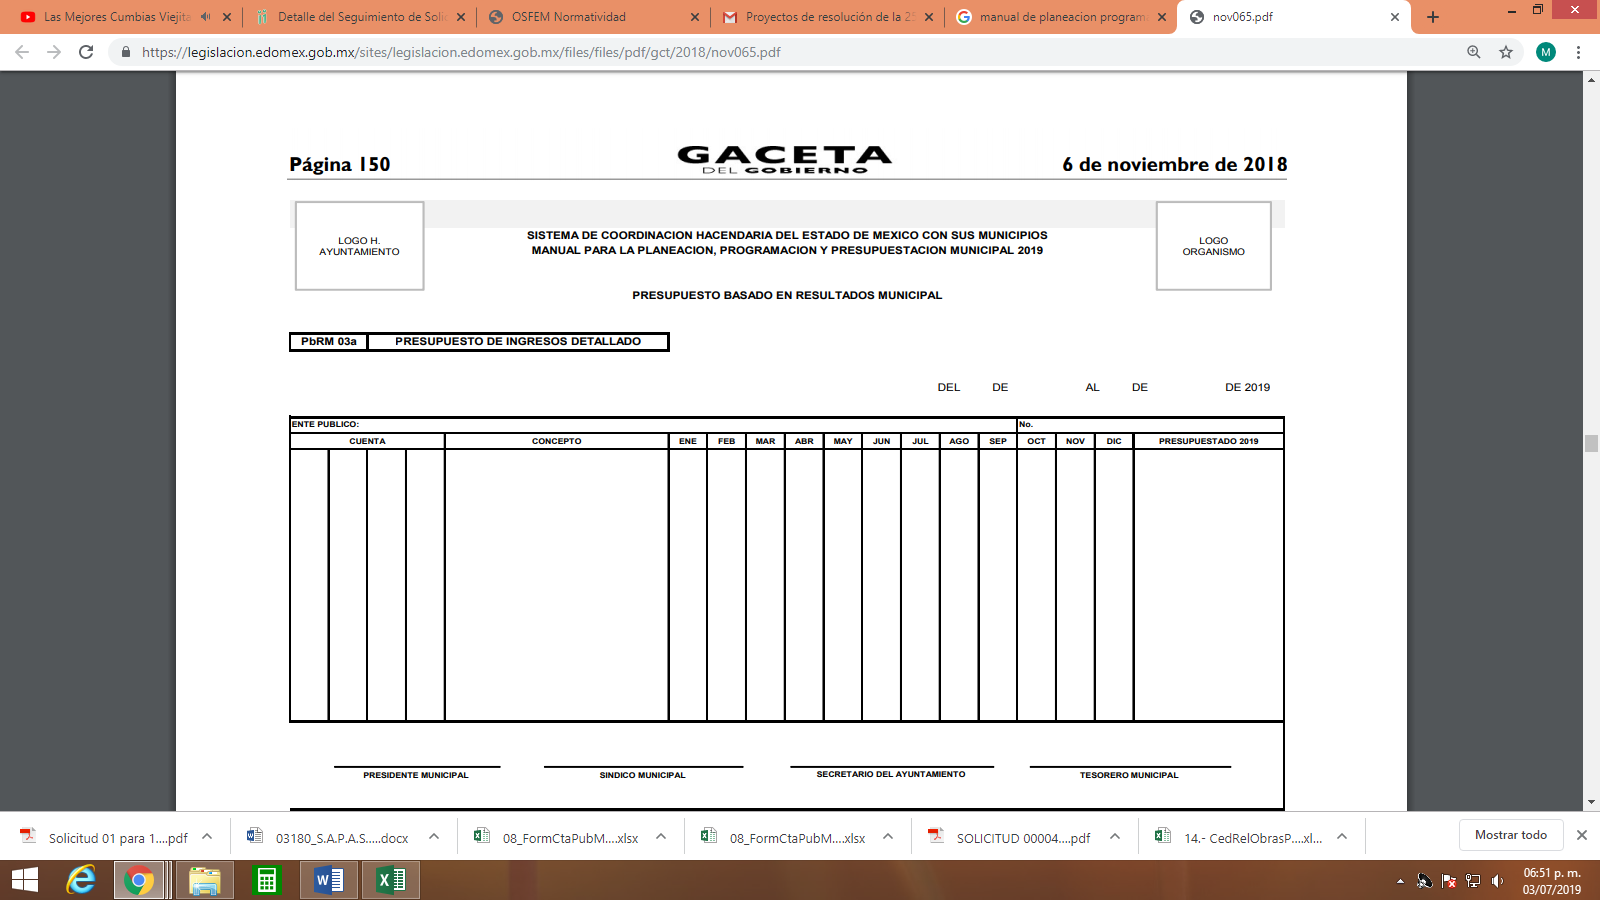 Las Mejores Cumbias Viejita
Detalle del Seguimiento de Soli
OSFEM Normatividad
Proyectos de resolución de la 25
manual de planeacion program
nov065.pdf
https://legislacion.edomex.gob.mx/sites/legislacion.edomex.gob.mx/files/files/pdf/gct/2018/nov065.pdf
M
Página 150
GACETA
DEL GOBIERNO
6 de noviembre de 2018
LOGO H.
AYUNTAMIENTO
SISTEMA DE COORDINACION HACENDARIA DEL ESTADO DE MEXICO CON SUS MUNICIPIOS
MANUAL PARA LA PLANEACION, PROGRAMACION Y PRESUPUESTACION MUNICIPAL 2019
LOGO
ORGANISMO
PRESUPUESTO BASADO EN RESULTADOS MUNICIPAL
PbRM 03a PRESUPUESTO DE INGRESOS DETALLADO
DEL DE AL DE DE 2019
ENTE PUBLICO: No.
CUENTA CONCEPTO ENE FEB MAR ABR MAY JUN JUL AGO SEP OCT NOV DIC PRESUPUESTADO 2019
PRESIDENTE MUNICIPAL SINDICO MUNICIPAL SECRETARIO DEL AYUNTAMIENTO TESORERO MUNICIPAL
Solicitud 01 para 1....pdf
03180_S.A.P.A.S.....docx
08_FormCtaPubM....xlsx
08_FormCtaPubM....xlsx
SOLICITUD 00004....pdf
14.- CedRelObrasP....xl...
Mostrar todo
06:51 p. m.
03/07/2019